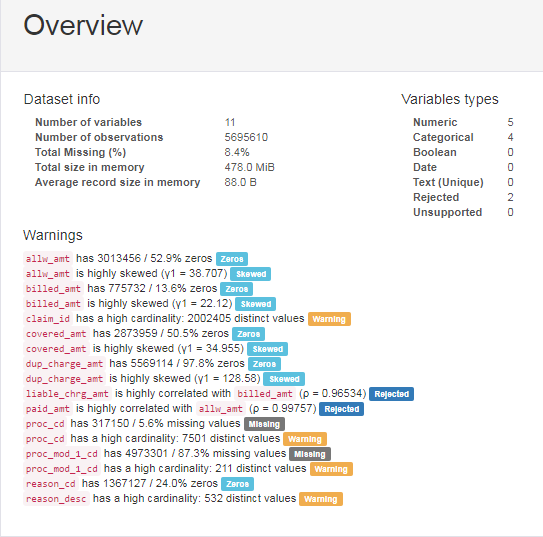 Overview
Dataset info
Number of variables 11
Number of observations 5695610
Total Missing (%) 8.4%
Total size in memory 478.0 MiB
Average record size in memory 88.0 B
Variables types
Numeric 5
Categorical 4
Boolean 0
Date 0
Text (Unique) 0
Rejected 2
Unsupported 0
Warnings
allw_amt has 3013456 / 52.9% zeros Zeros
allw_amt is highly skewed (γ1 = 38.707) Skewed
billed_amt has 775732 / 13.6% zeros Zeros
billed_amt is highly skewed (γ1 = 22.12) Skewed
claim_id has a high cardinality: 2002405 distinct values Warning
covered_amt has 2873959 / 50.5% zeros Zeros
covered_amt is highly skewed (γ1 = 34.955) Skewed
dup_charge_amt has 5569114 / 97.8% zeros Zeros
dup_charge_amt is highly skewed (γ1 = 128.58) Skewed
liable_chrg_amt is highly correlated with billed_amt (ρ = 0.96534) Rejected
paid_amt is highly correlated with allw_amt (ρ = 0.99757) Rejected
proc_cd has 317150 / 5.6% missing values Missing
proc_cd has a high cardinality: 7501 distinct values Warning
proc_mod_1_cd has 4973301 / 87.3% missing values Missing
proc_mod_1_cd has a high cardinality: 211 distinct values Warning
reason_cd has 1367127 / 24.0% zeros Zeros
reason_desc has a high cardinality: 532 distinct values Warning